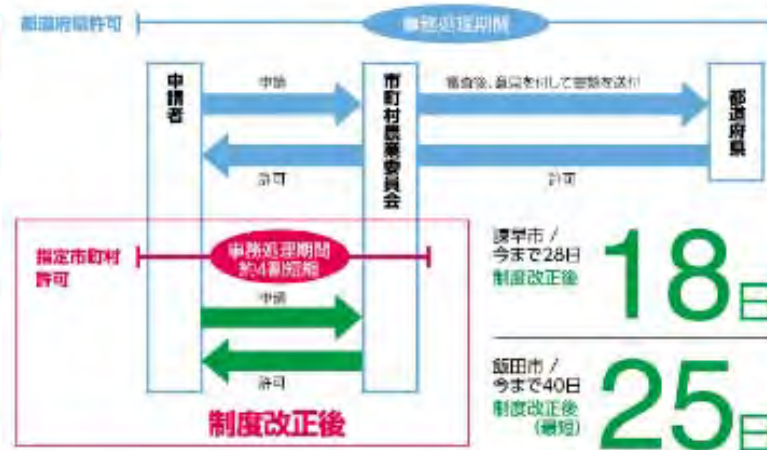 都道府県許可
事務処理期間
申請者
申請
市町村農業委員会
審査後、意見を付して書類を送付
都道府県
許可
許可
指定市町村
許可
事務処理期間
約4割短縮
申請
許可
制度改正後
諫早市 /
今まで28日
制度改正後
18日
飯田市 /
今まで40日
制度改正後
(最短)
25日